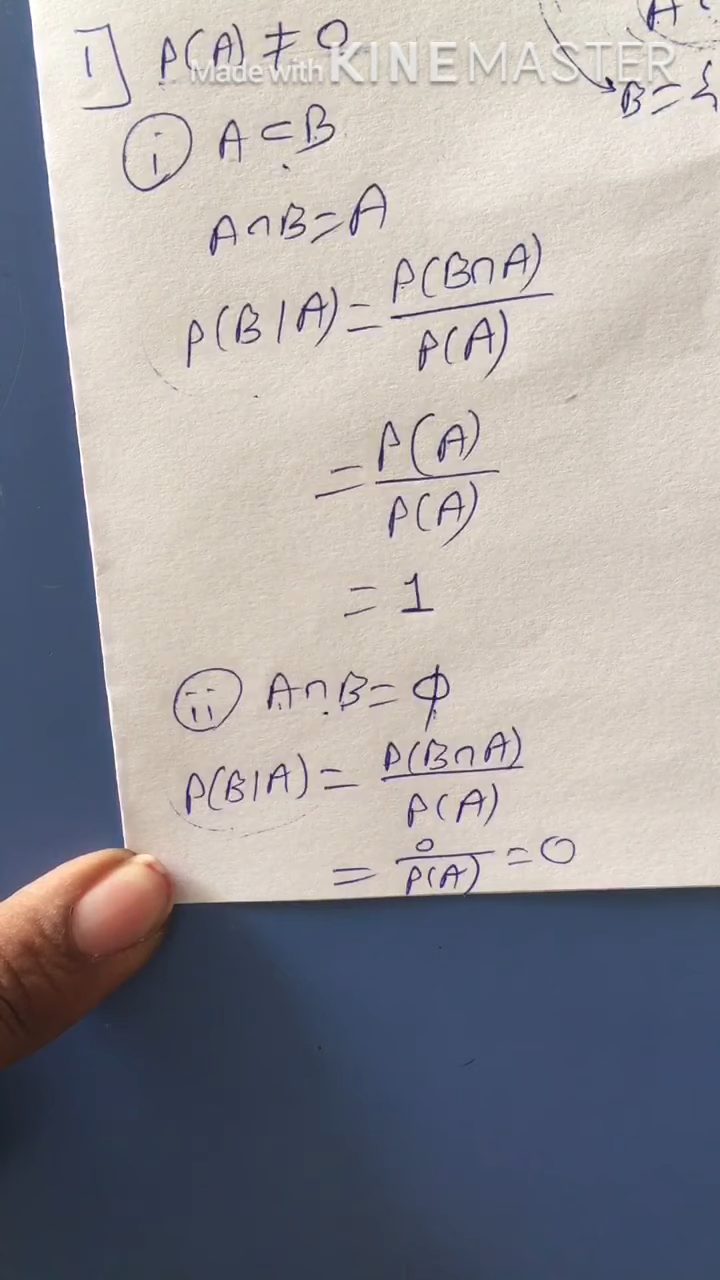 1] P(A) ≠ 0
Made with KINEMASTER
A
B = {
(i) A ⊂ B
A∩B = A
P(B|A) = P(B∩A) / P(A)
= P(A) / P(A)
= 1
(ii) A∩B = ϕ
P(B|A) = P(B∩A) / P(A)
= 0 / P(A) = 0